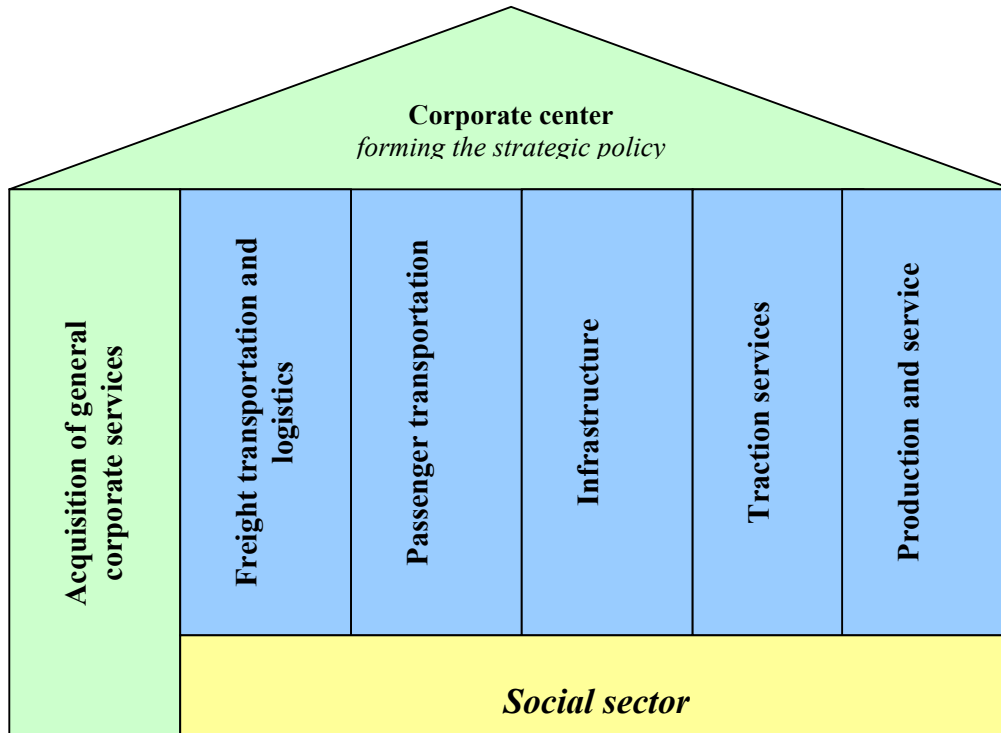 Corporate center
forming the strategic policy
Acquisition of general
corporate services
Freight transportation and
logistics
Passenger transportation
Infrastructure
Traction services
Production and service
Social sector